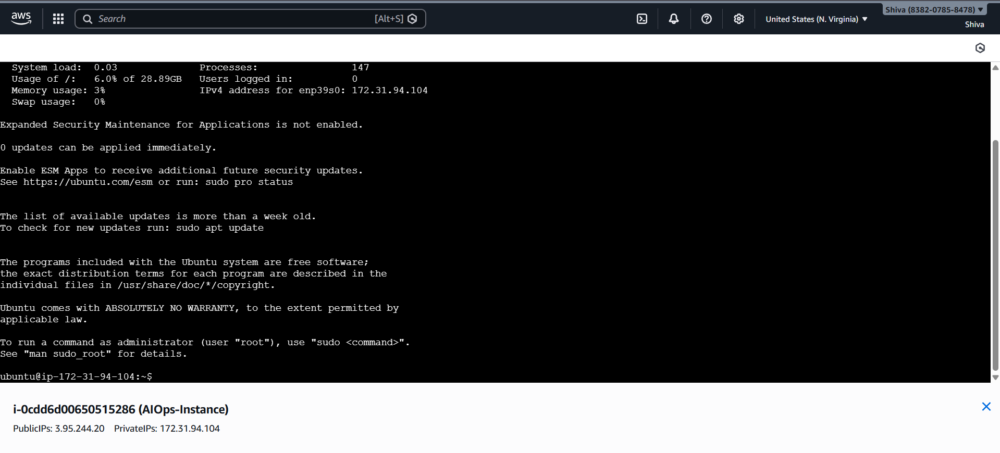 aws
Search [Alt+S]
United States (N. Virginia) ▼
Shiva (8382-0785-8478) ▼
Shiva
System load: 0.03 Processes: 147
Usage of /: 6.0% of 28.89GB Users logged in: 0
Memory usage: 3% IPv4 address for enp39s0: 172.31.94.104
Swap usage: 0%
Expanded Security Maintenance for Applications is not enabled.
0 updates can be applied immediately.
Enable ESM Apps to receive additional future security updates.
See https://ubuntu.com/esm or run: sudo pro status
The list of available updates is more than a week old.
To check for new updates run: sudo apt update
The programs included with the Ubuntu system are free software;
the exact distribution terms for each program are described in the
individual files in /usr/share/doc/*/copyright.
Ubuntu comes with ABSOLUTELY NO WARRANTY, to the extent permitted by
applicable law.
To run a command as administrator (user "root"), use "sudo <command>".
See "man sudo_root" for details.
ubuntu@ip-172-31-94-104:~$
i-0cdd6d00650515286 (AIOps-Instance)
PublicIPs: 3.95.244.20 PrivateIPs: 172.31.94.104